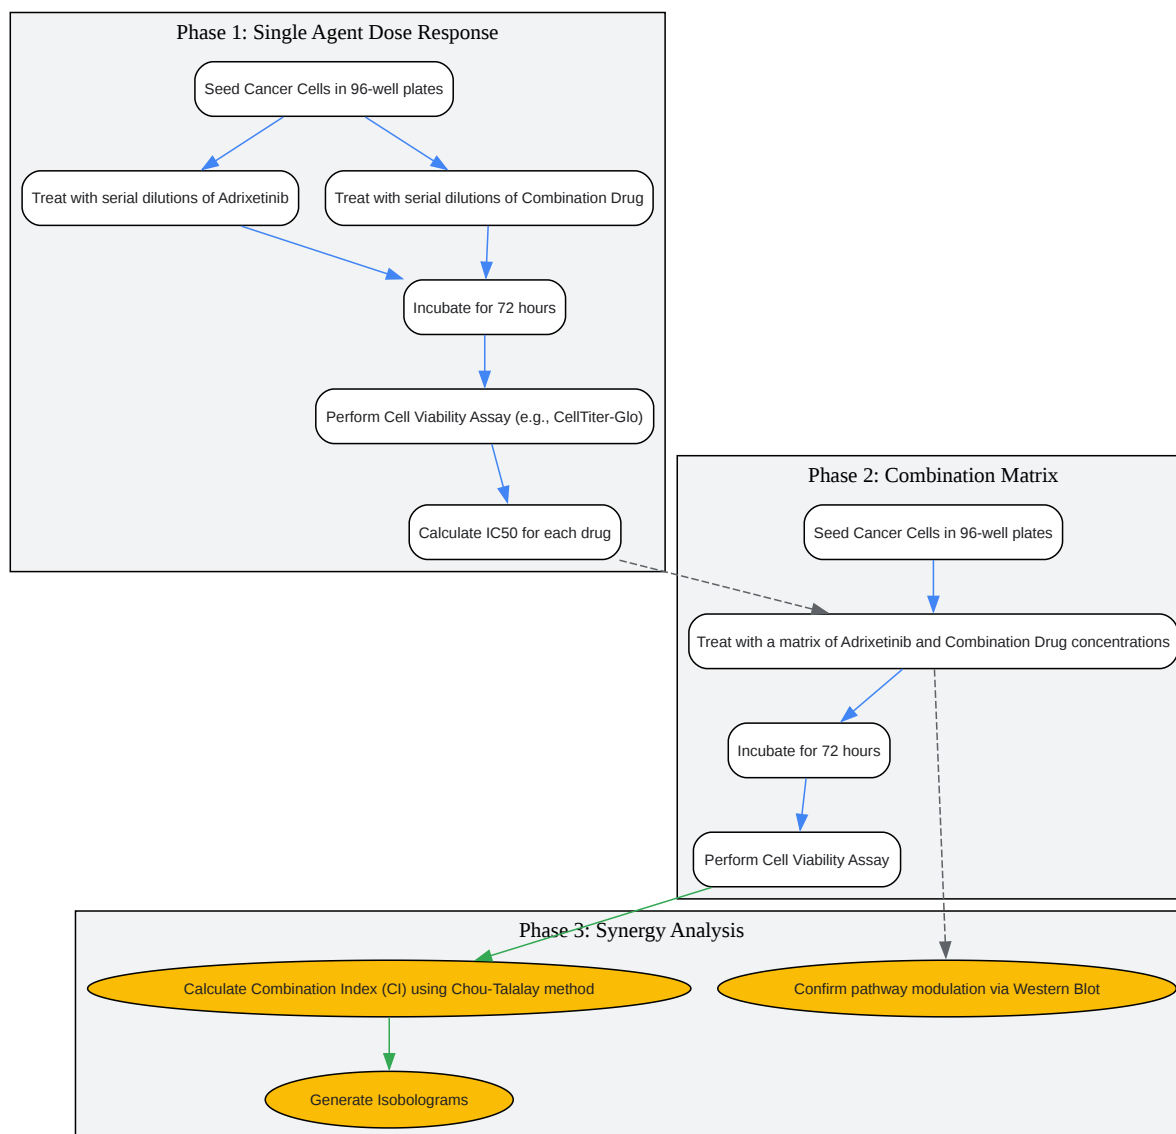 Phase 1: Single Agent Dose Response
Seed Cancer Cells in 96-well plates
Treat with serial dilutions of Adrixetinib
Treat with serial dilutions of Combination Drug
Incubate for 72 hours
Perform Cell Viability Assay (e.g., CellTiter-Glo)
Calculate IC50 for each drug
Phase 2: Combination Matrix
Seed Cancer Cells in 96-well plates
Treat with a matrix of Adrixetinib and Combination Drug concentrations
Incubate for 72 hours
Perform Cell Viability Assay
Phase 3: Synergy Analysis
Calculate Combination Index (CI) using Chou-Talalay method
Confirm pathway modulation via Western Blot
Generate Isobolograms